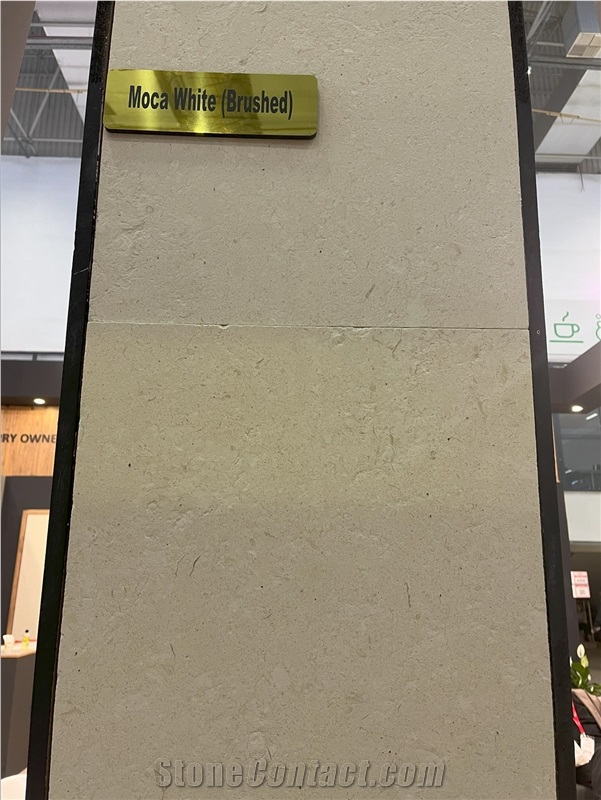 Moca White (Brushed)
RY OWNE
StoneContact.com